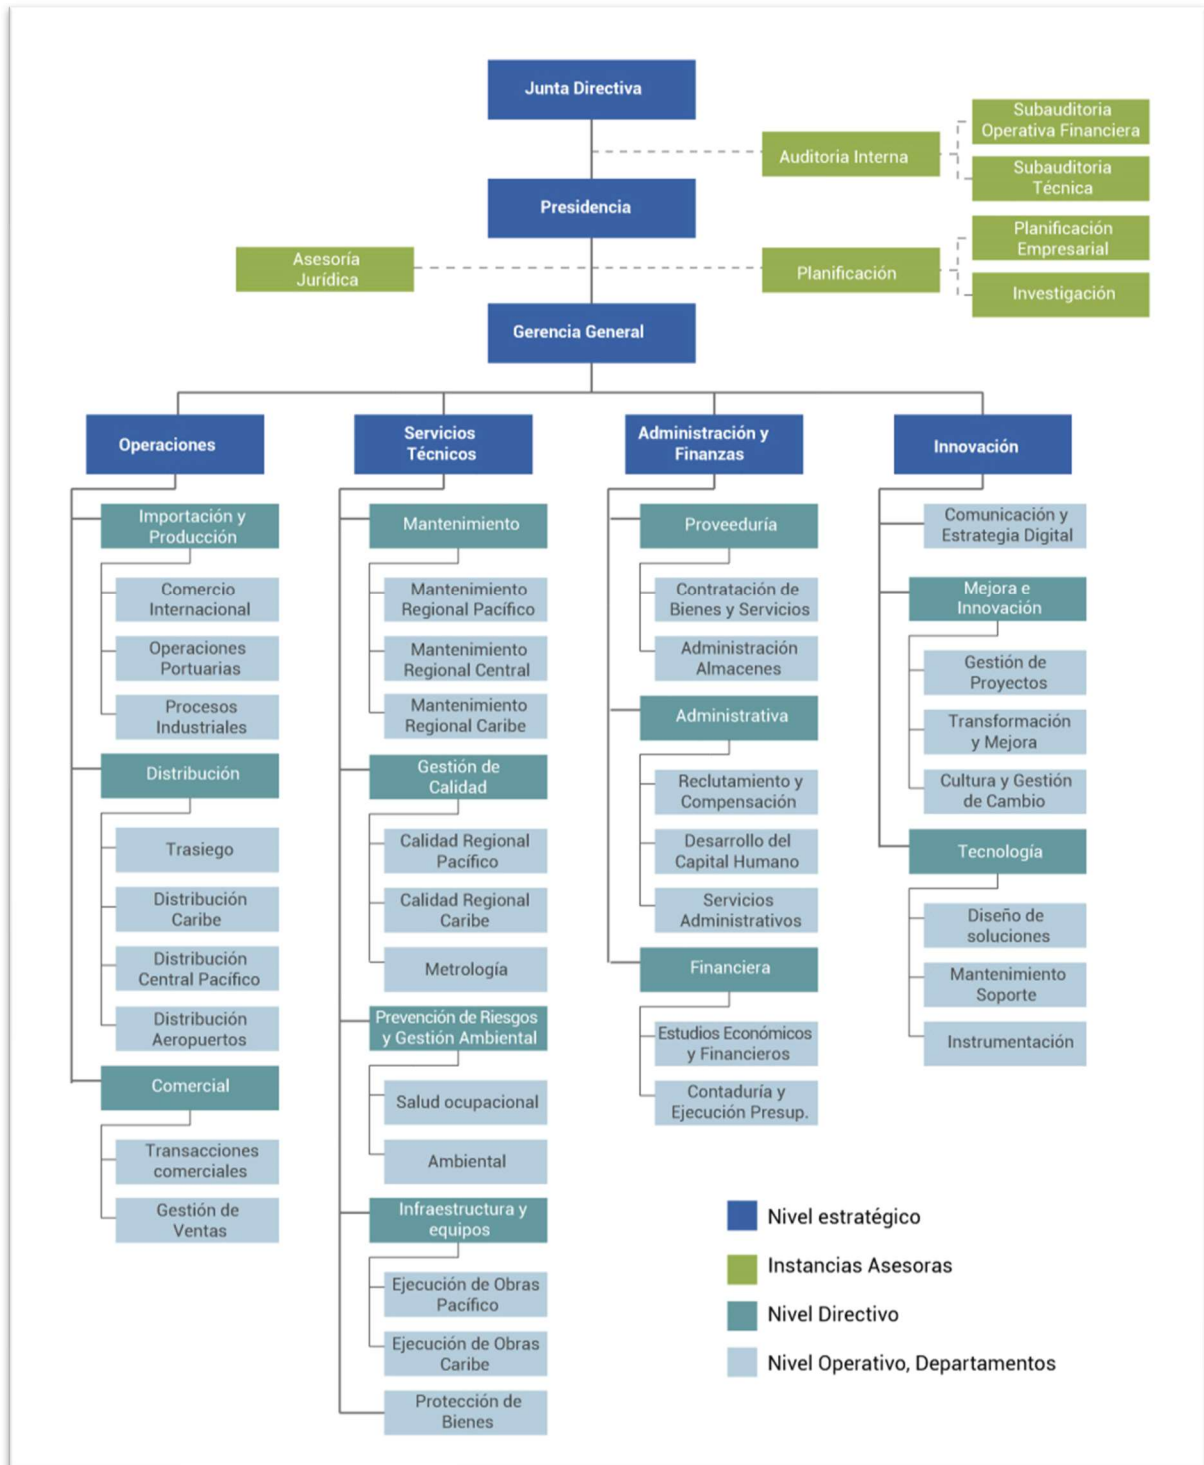 Junta Directiva
Auditoria Interna
Subauditoria
Operativa Financiera
Subauditoria
Técnica
Presidencia
Asesoría
Jurídica
Planificación
Planificación
Empresarial
Investigación
Gerencia General
Operaciones
Importación y
Producción
Comercio
Internacional
Operaciones
Portuarias
Procesos
Industriales
Distribución
Trasiego
Distribución
Caribe
Distribución
Central Pacífico
Distribución
Aeropuertos
Comercial
Transacciones
comerciales
Gestión de
Ventas
Servicios
Técnicos
Mantenimiento
Mantenimiento
Regional Pacífico
Mantenimiento
Regional Central
Mantenimiento
Regional Caribe
Gestión de
Calidad
Calidad Regional
Pacífico
Calidad Regional
Caribe
Metrología
Prevención de Riesgos
y Gestión Ambiental
Salud ocupacional
Ambiental
Infraestructura y
equipos
Ejecución de Obras
Pacífico
Ejecución de Obras
Caribe
Protección de
Bienes
Administración y
Finanzas
Proveeduría
Contratación de
Bienes y Servicios
Administración
Almacenes
Administrativa
Reclutamiento y
Compensación
Desarrollo del
Capital Humano
Servicios
Administrativos
Financiera
Estudios Económicos
y Financieros
Contaduría y
Ejecución Presup.
Innovación
Comunicación y
Estrategia Digital
Mejora e
Innovación
Gestión de
Proyectos
Transformación
y Mejora
Cultura y Gestión
de Cambio
Tecnología
Diseño de
soluciones
Mantenimiento
Soporte
Instrumentación
Nivel estratégico
Instancias Asesoras
Nivel Directivo
Nivel Operativo, Departamentos